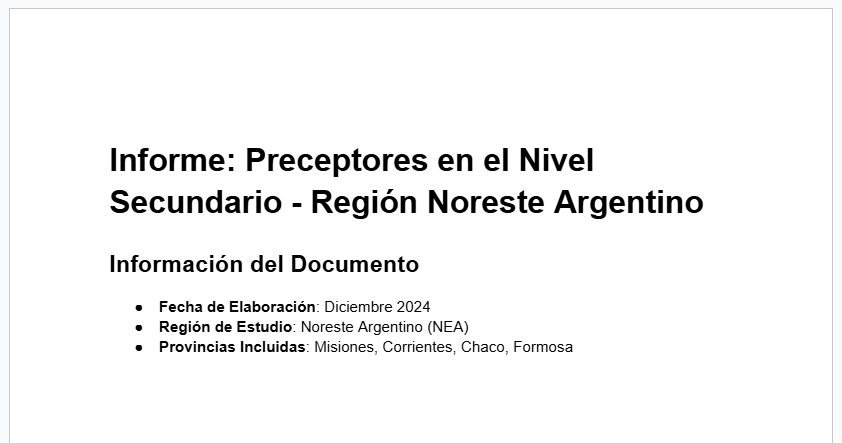 Informe: Preceptores en el Nivel
Secundario - Región Noreste Argentino
Información del Documento
● Fecha de Elaboración: Diciembre 2024
● Región de Estudio: Noreste Argentino (NEA)
● Provincias Incluidas: Misiones, Corrientes, Chaco, Formosa